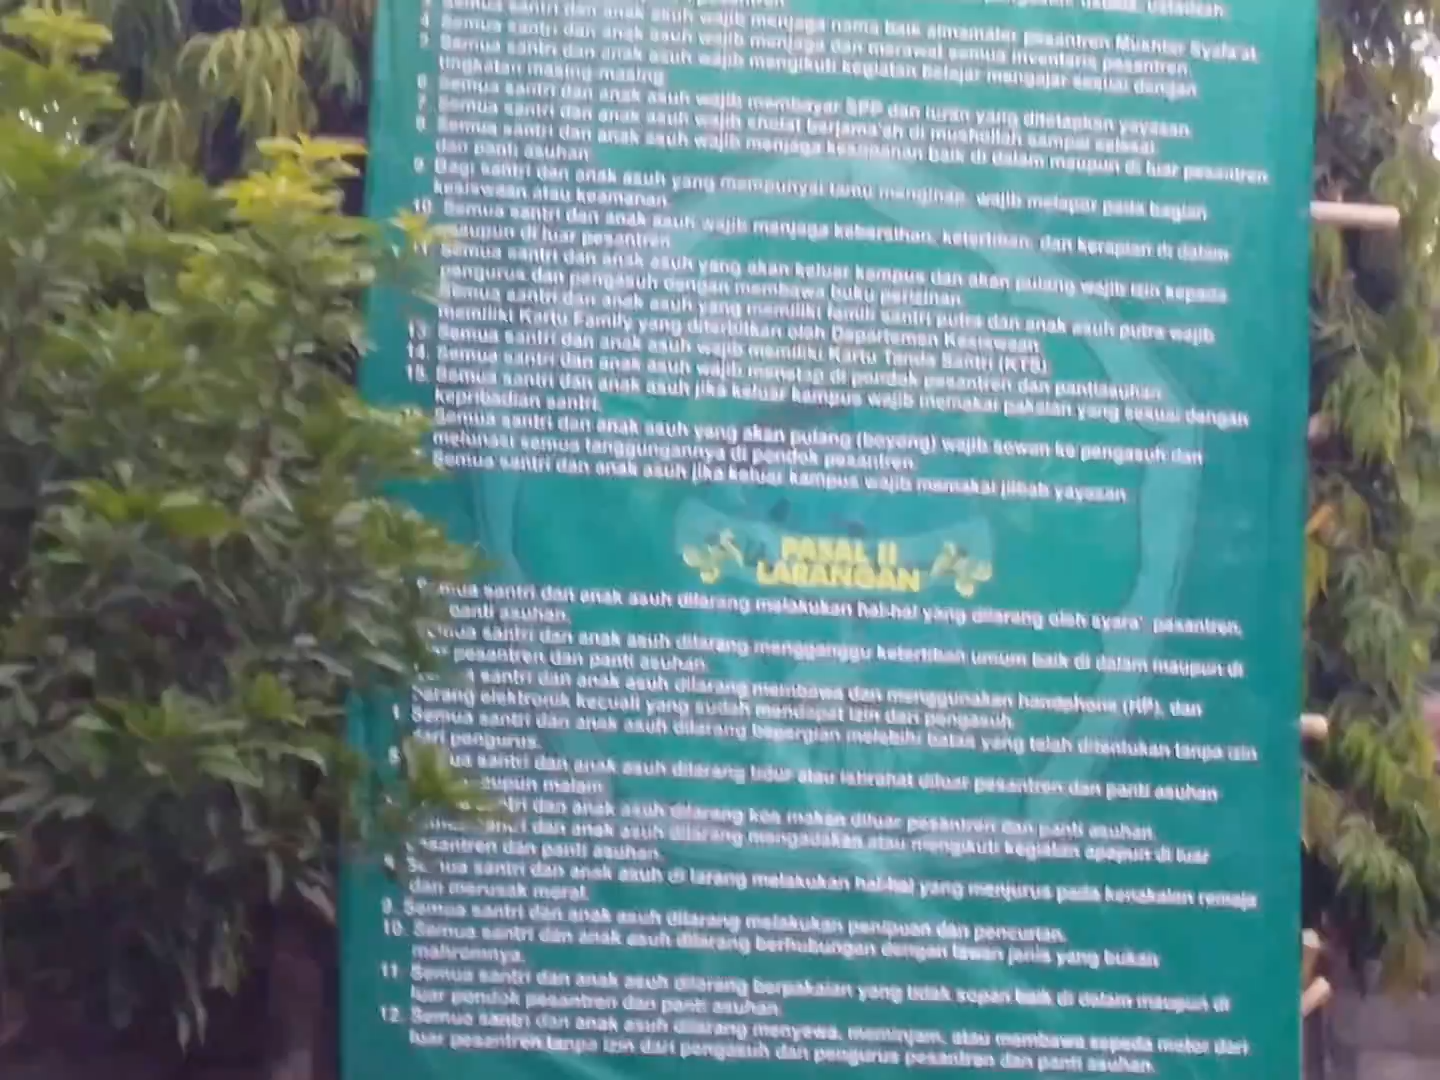 4. Semua santri dan anak asuh wajib menjaga nama baik almamater pesantren Mukhtar Syafa'at
5. Semua santri dan anak asuh wajib menjaga dan merawat semua inventaris pesantren
Semua santri dan anak asuh wajib mengikuti kegiatan belajar mengajar sesuai dengan
tingkatan masing-masing
6. Semua santri dan anak asuh wajib membayar SPP dan iuran yang ditetapkan yayasan
7. Semua santri dan anak asuh wajib sholat berjama'ah di mushollah sampai selesai
8. Semua santri dan anak asuh wajib menjaga kesopanan baik di dalam maupun di luar pesantren
dan panti asuhan
9. Bagi santri dan anak asuh yang mempunyai tamu menginap, wajib melapor pada bagian
kesiswaan atau keamanan.
10. Semua santri dan anak asuh wajib menjaga kebersihan, ketertiban, dan kerapian di dalam
maupun di luar pesantren
11. Semua santri dan anak asuh yang akan keluar kampus dan akan pulang wajib izin kepada
pengurus dan pengasuh dengan membawa buku perizinan
Semua santri dan anak asuh yang memiliki famili santri putra dan anak asuh putra wajib
memiliki Kartu Family yang diterbitkan oleh Departemen Kesiswaan
13. Semua santri dan anak asuh wajib memiliki Kartu Tanda Santri (KTS)
14. Semua santri dan anak asuh wajib menetap di pondok pesantren dan panti asuhan
15. Semua santri dan anak asuh jika keluar kampus wajib memakai pakaian yang sesuai dengan
kepribadian santri.
Semua santri dan anak asuh yang akan pulang (boyong) wajib sowan ke pengasuh dan
melunasi semua tanggungannya di pondok pesantren
Semua santri dan anak asuh jika keluar kampus wajib memakai jilbab yayasan
PASAL II
LARANGAN
santri dan anak asuh dilarang melakukan hal-hal yang dilarang oleh syara', pesantren,
panti asuhan.
santri dan anak asuh dilarang mengganggu ketertiban umum baik di dalam maupun di
pesantren dan panti asuhan.
santri dan anak asuh dilarang membawa dan menggunakan handphone (HP), dan
barang elektronik kecuali yang sudah mendapat izin dari pengasuh.
Semua santri dan anak asuh dilarang bepergian melebihi batas yang telah ditentukan tanpa izin
dari pengurus.
santri dan anak asuh dilarang tidur atau istirahat diluar pesantren dan panti asuhan
maupun malam
santri dan anak asuh dilarang kos makan diluar pesantren dan panti asuhan.
santri dan anak asuh dilarang mengadakan atau mengikuti kegiatan apapun di luar
pesantren dan panti asuhan.
Semua santri dan anak asuh di larang melakukan hal-hal yang menjurus pada kenakalan remaja
dan merusak moral.
9. Semua santri dan anak asuh dilarang melakukan penipuan dan pencurian.
10. Semua santri dan anak asuh dilarang berhubungan dengan lawan jenis yang bukan
mahromnya.
11. Semua santri dan anak asuh dilarang berpakaian yang tidak sopan baik di dalam maupun di
luar pondok pesantren dan panti asuhan.
12. Semua santri dan anak asuh dilarang menyewa, meminjam, atau membawa sepeda motor dari
luar pesantren tanpa izin dari pengasuh dan pengurus pesantren dan panti asuhan.